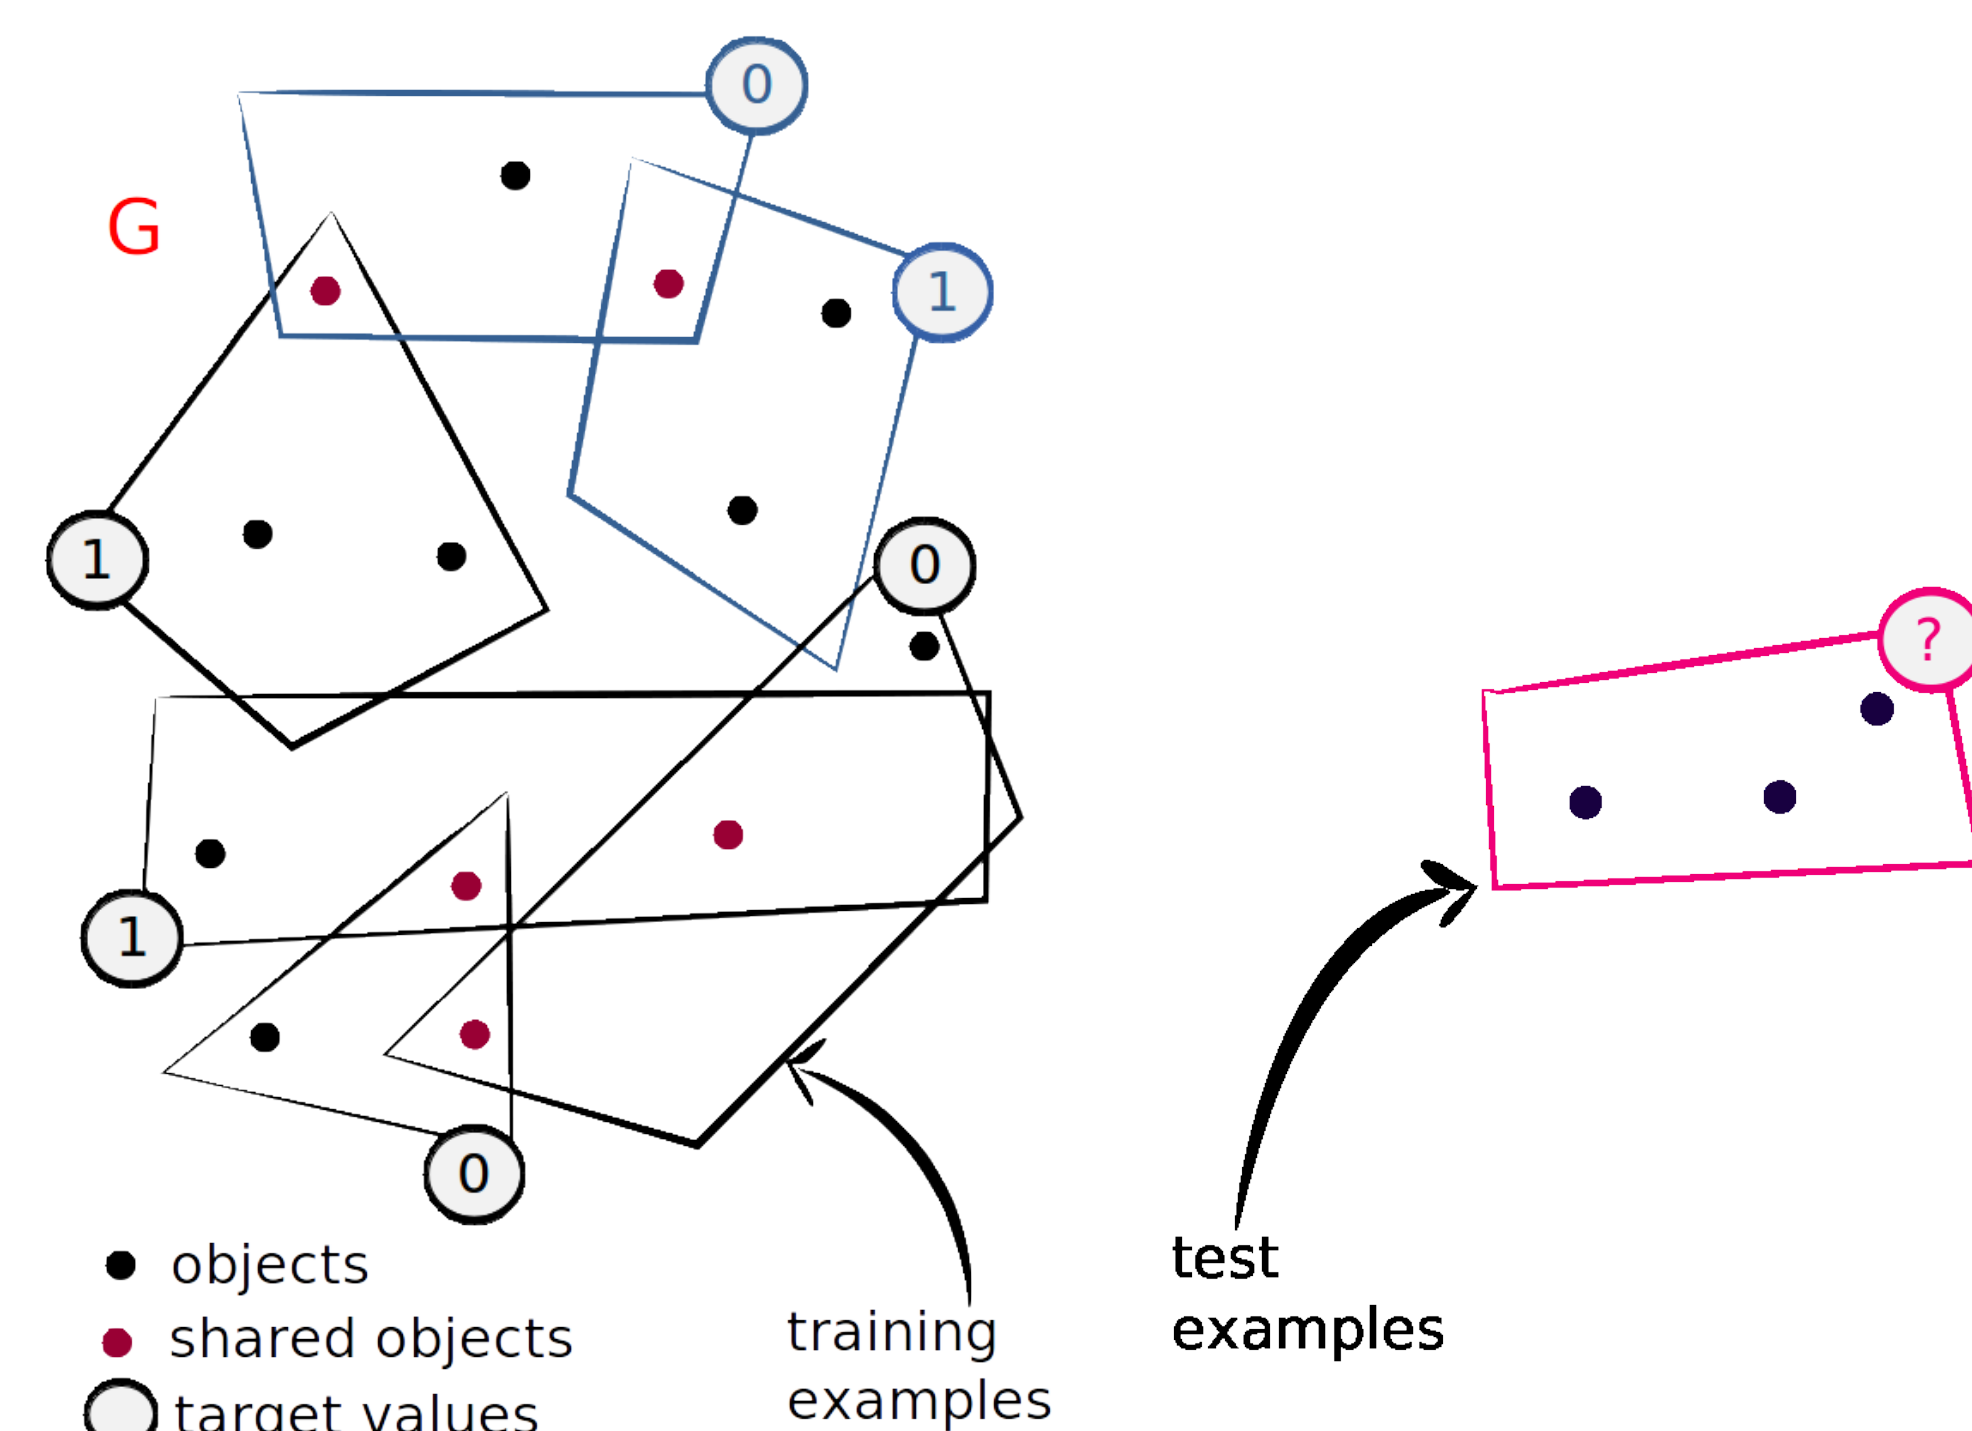 0
G
1
1
0
?
1
0
objects
shared objects
target values
training
examples
test
examples